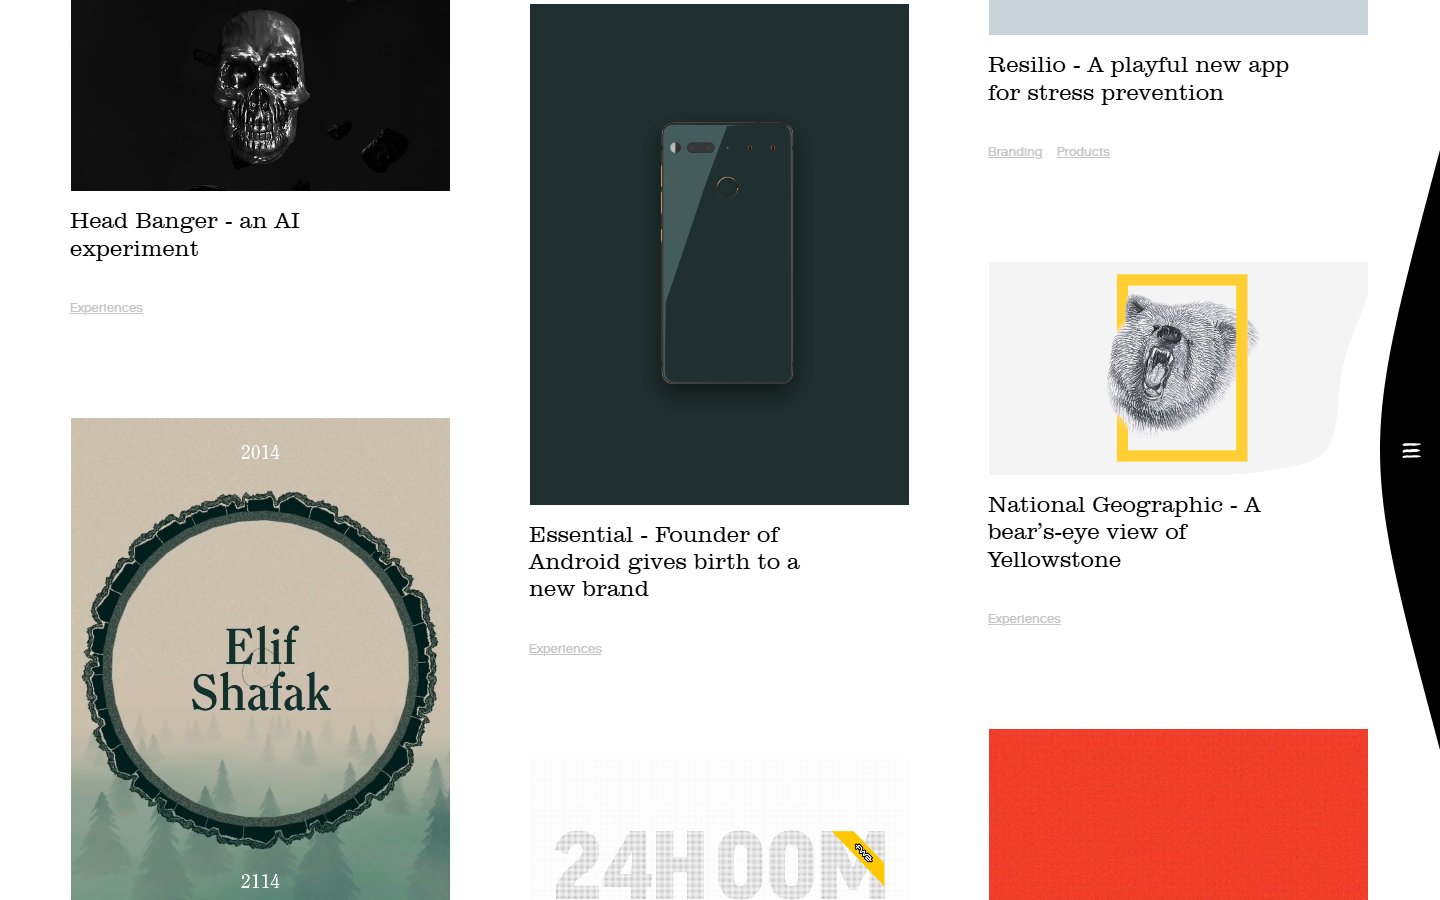 Head Banger - an AI
experiment
Experiences
2014
Elif
Shafak
2114
Essential - Founder of
Android gives birth to a
new brand
Experiences
24H00M
Resilio - A playful new app
for stress prevention
Branding Products
National Geographic - A
bear’s-eye view of
Yellowstone
Experiences